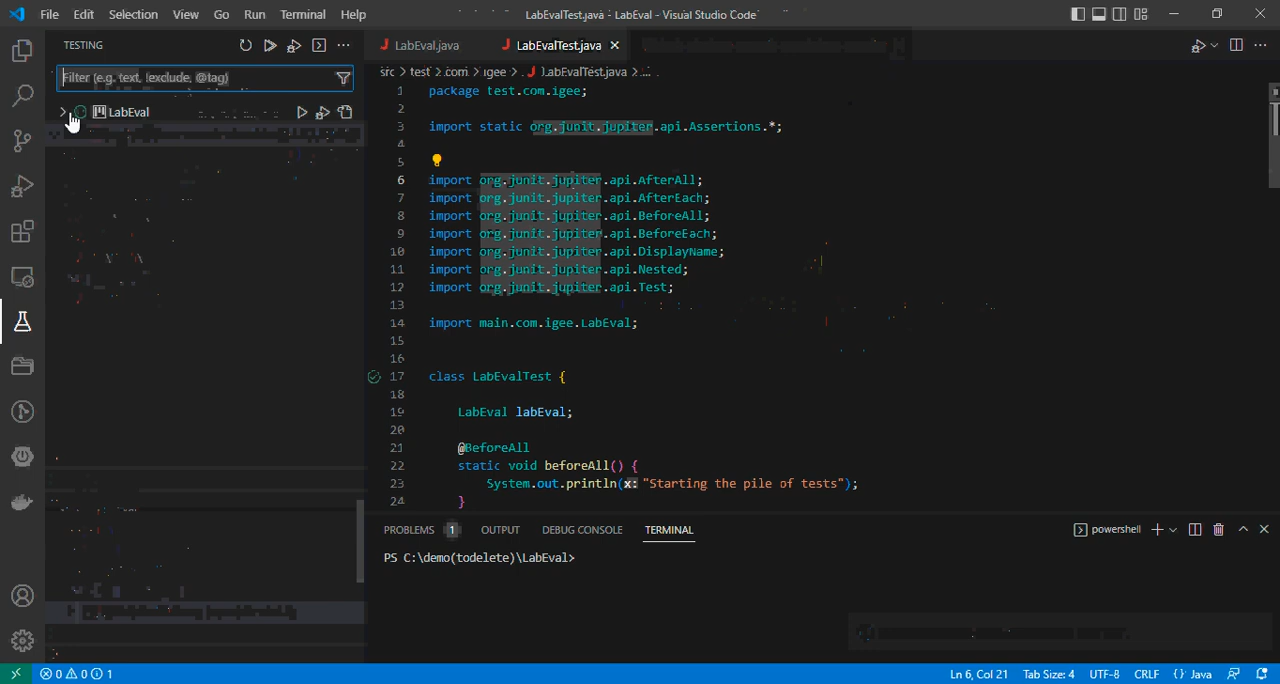 File Edit Selection View Go Run Terminal Help
LabEvalTest.java - LabEval - Visual Studio Code
TESTING
LabEval.java
LabEvalTest.java
Filter (e.g. text, !exclude, @tag)
src > test > com > igee > LabEvalTest.java > ...
LabEval
1 package test.com.igee;
2
3 import static org.junit.jupiter.api.Assertions.*;
4
5
6 import org.junit.jupiter.api.AfterAll;
7 import org.junit.jupiter.api.AfterEach;
8 import org.junit.jupiter.api.BeforeAll;
9 import org.junit.jupiter.api.BeforeEach;
10 import org.junit.jupiter.api.DisplayName;
11 import org.junit.jupiter.api.Nested;
12 import org.junit.jupiter.api.Test;
13
14 import main.com.igee.LabEval;
15
16
17 class LabEvalTest {
18
19 LabEval labEval;
20
21 @BeforeAll
22 static void beforeAll() {
23 System.out.println(x: "Starting the pile of tests");
24 }
PROBLEMS 1 OUTPUT DEBUG CONSOLE TERMINAL
powershell
PS C:\demo(todelete)\LabEval>
0 0 1
Ln 6, Col 21 Tab Size: 4 UTF-8 CRLF {} Java